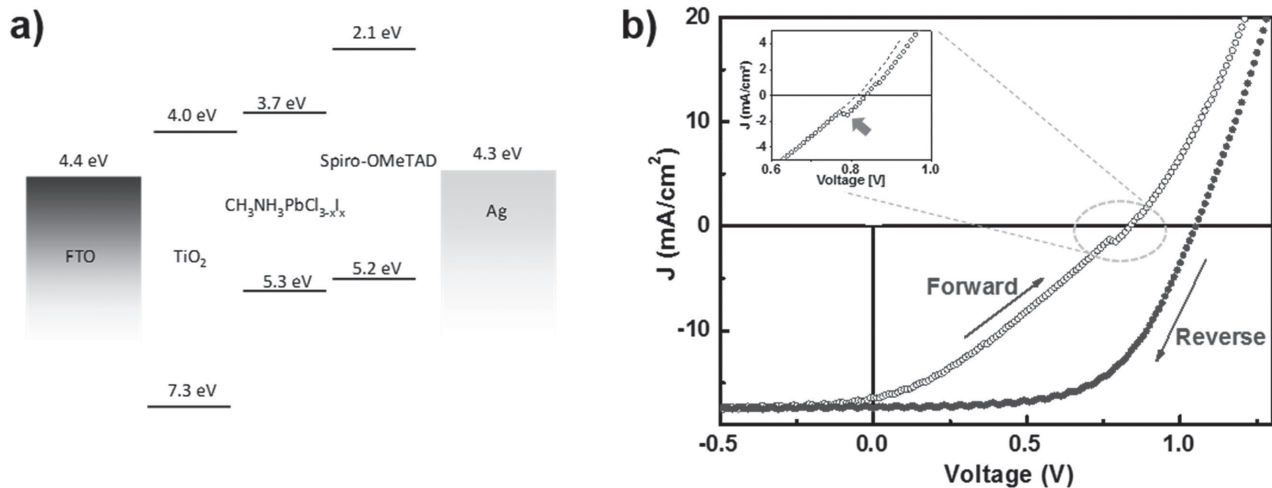 a)
2.1 eV
3.7 eV
4.0 eV
4.4 eV
Spiro-OMeTAD
4.3 eV
CH₃NH₃PbCl₃₋ₓIₓ
Ag
FTO
TiO₂
5.3 eV
5.2 eV
7.3 eV
b)
20
10
0
-10
J (mA/cm²)
4
2
0
-2
-4
J (mA/cm²)
0.6
0.8
1.0
Voltage [V]
Forward
Reverse
-0.5
0.0
0.5
1.0
Voltage (V)